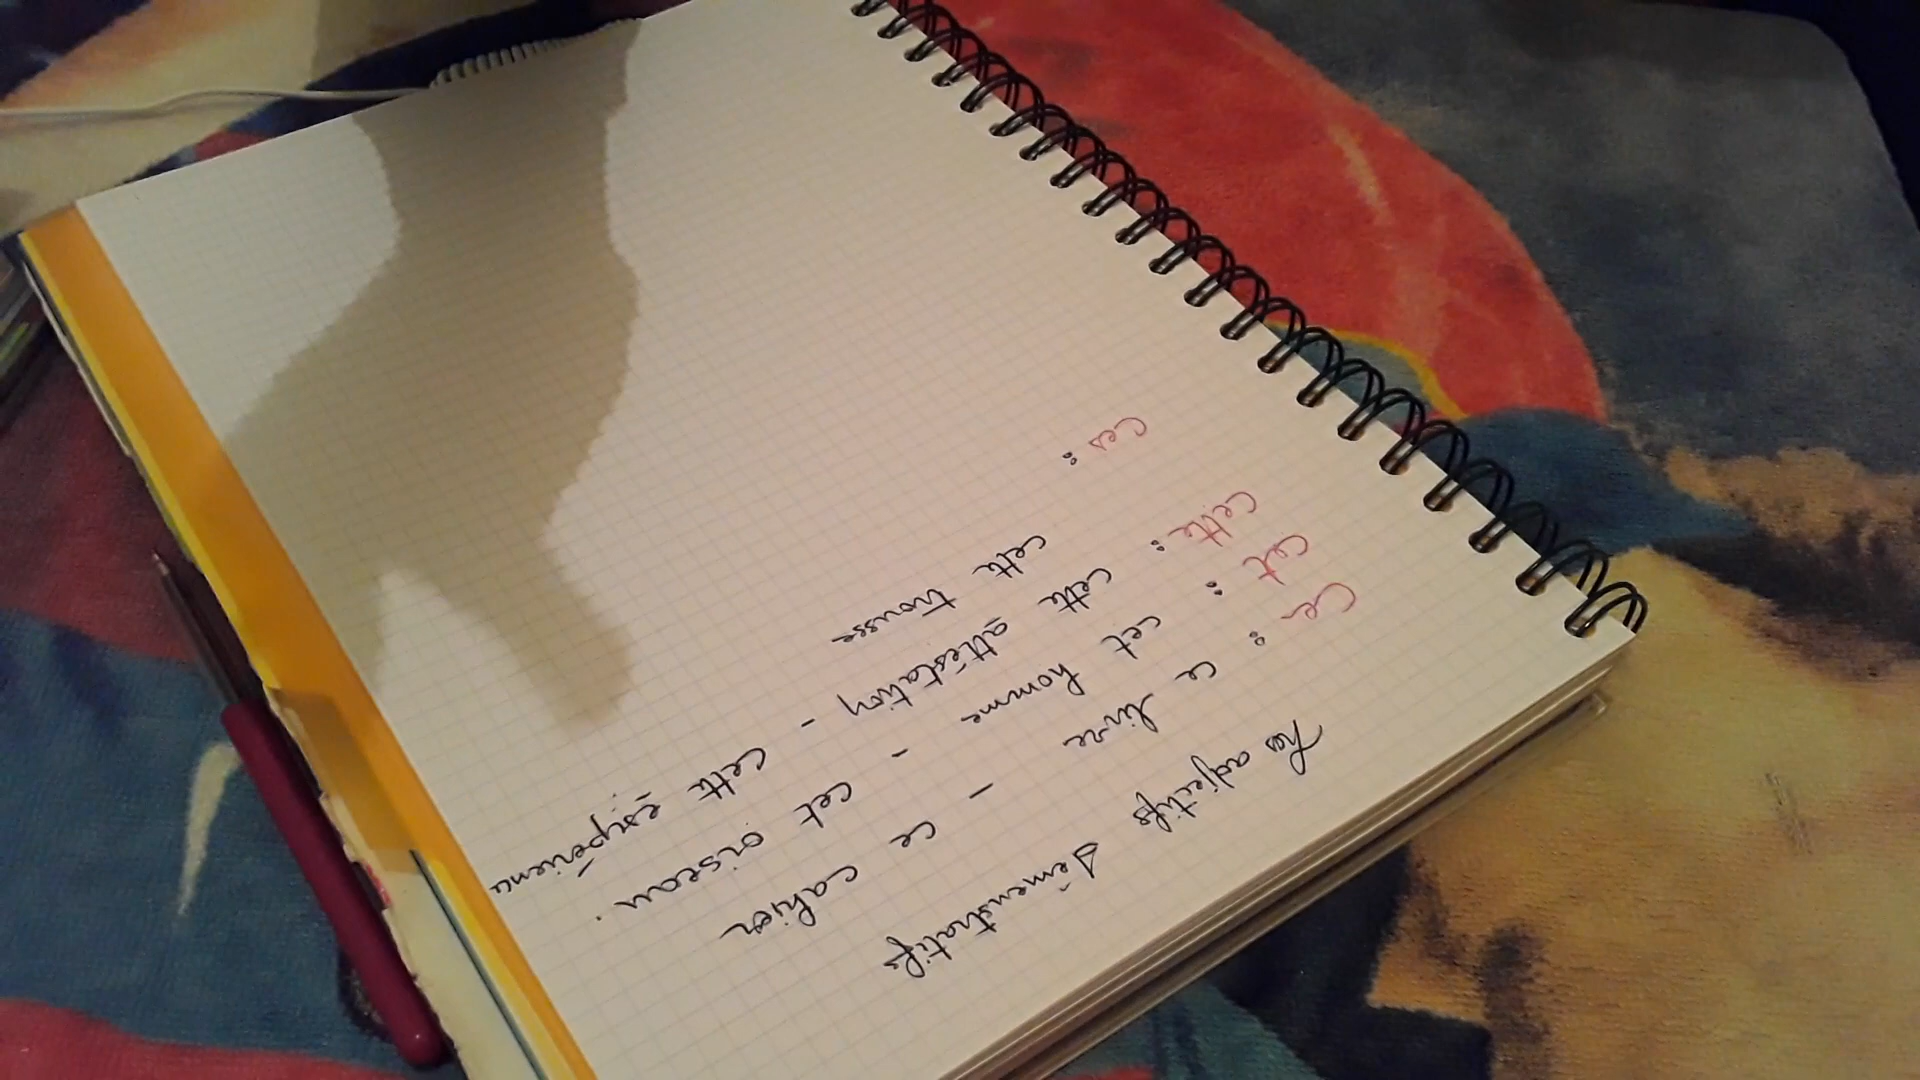 Les adjectifs démonstratifs
Ce : ce livre - ce cahier
cet : cet homme - cet oiseau.
cette : cette attestation - cette expérience
cette trousse
Ces :